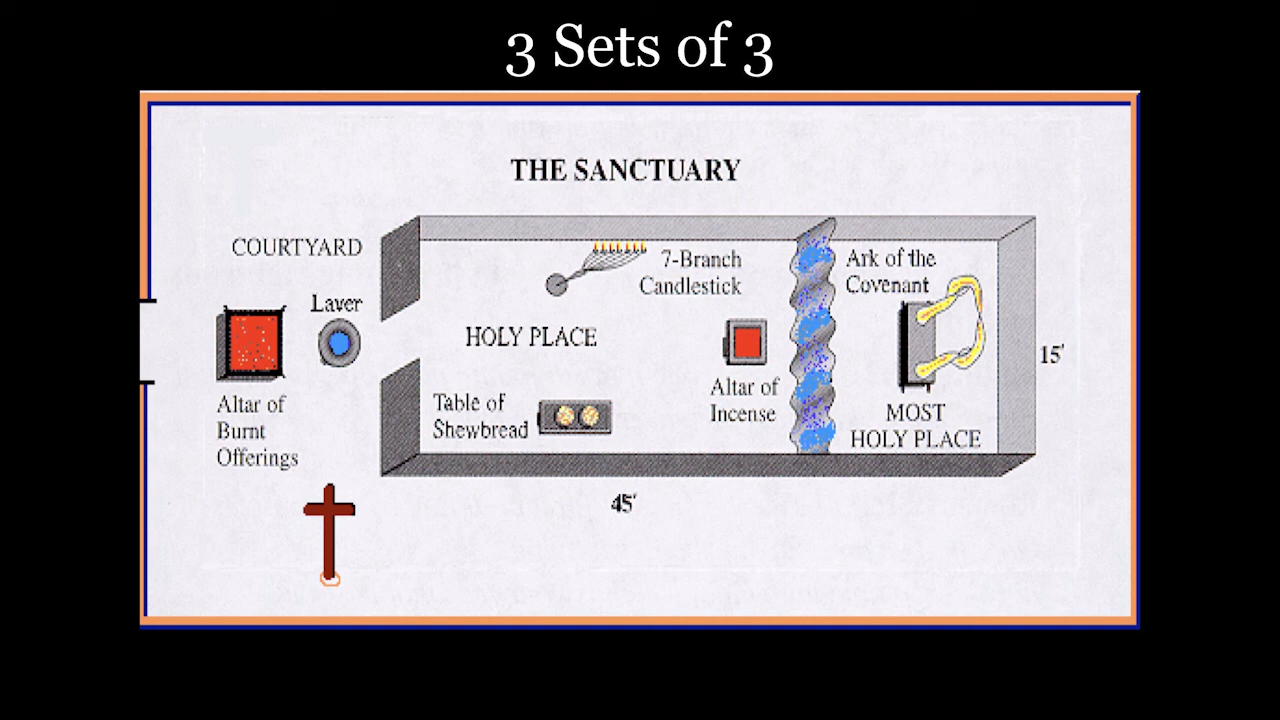 3 Sets of 3
THE SANCTUARY
COURTYARD
Laver
Altar of
Burnt
Offerings
7-Branch
Candlestick
HOLY PLACE
Table of
Shewbread
Altar of
Incense
Ark of the
Covenant
MOST
HOLY PLACE
15'
45'